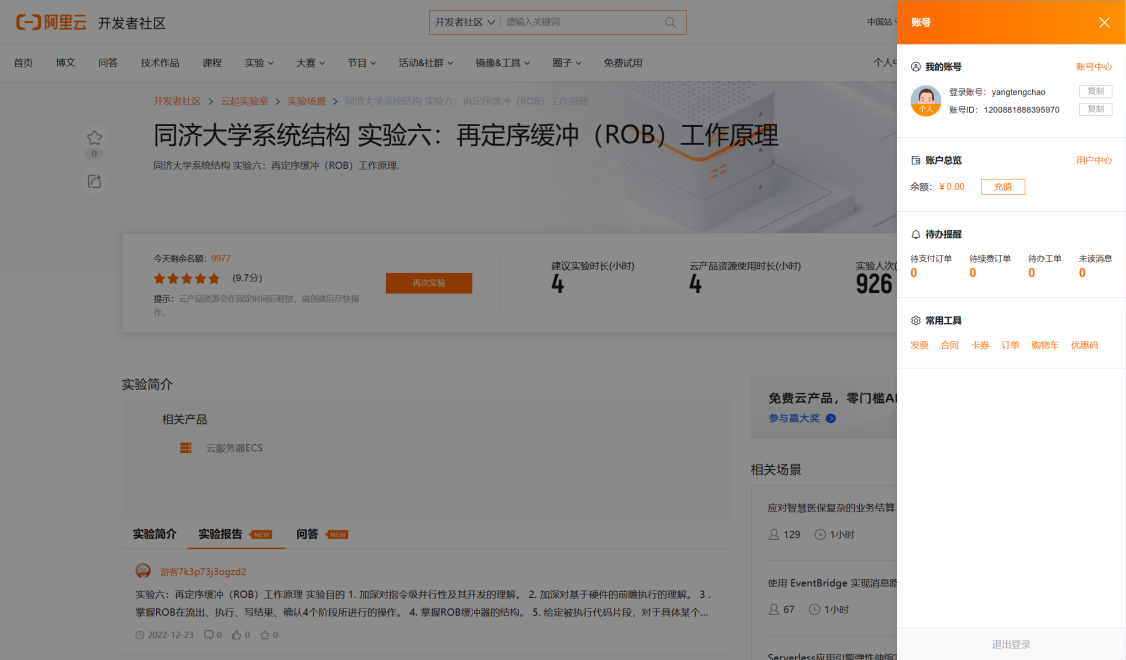 阿里云 开发者社区
开发者社区 请输入关键词
中国站
首页 博文 问答 技术作品 课程 实验 大赛 节目 活动&社群 镜像&工具 圈子 免费试用
个人中
开发者社区 > 云起实验室 > 实验场景 > 同济大学系统结构 实验六：再定序缓冲（ROB）工作原理
同济大学系统结构 实验六：再定序缓冲（ROB）工作原理
0
同济大学系统结构 实验六：再定序缓冲（ROB）工作原理.
今天剩余名额：9977
(9.7分)
提示：云产品资源会在固定时间后释放，请创建后尽快操
作。
再次实验
建议实验时长(小时)
4
云产品资源使用时长(小时)
4
实验人次(
926
实验简介
相关产品
云服务器ECS
实验简介 实验报告 NEW 问答 NEW
游客7k3p73j3ogzd2
实验六：再定序缓冲（ROB）工作原理 实验目的 1. 加深对指令级并行性及其开发的理解。 2. 加深对基于硬件的前瞻执行的理解。 3 .
掌握ROB在流出、执行、写结果、确认4个阶段所进行的操作。 4. 掌握ROB缓冲器的结构。 5. 给定被执行代码片段，对于具体某个...
2022-12-23 0 0 0
免费云产品，零门槛AI
参与赢大奖
相关场景
应对智慧医保复杂的业务结算
129 1小时
使用 EventBridge 实现消息路
67 1小时
Serverless应用引擎弹性伸缩
账号
我的账号 账号中心
个人
登录账号：yangtengchao 复制
账号ID：1200881888395970 复制
账户总览 用户中心
余额：¥ 0.00 充值
待办提醒
待支付订单 待续费订单 待办工单 未读消息
0 0 0 0
常用工具
发票 合同 卡券 订单 购物车 优惠码
退出登录